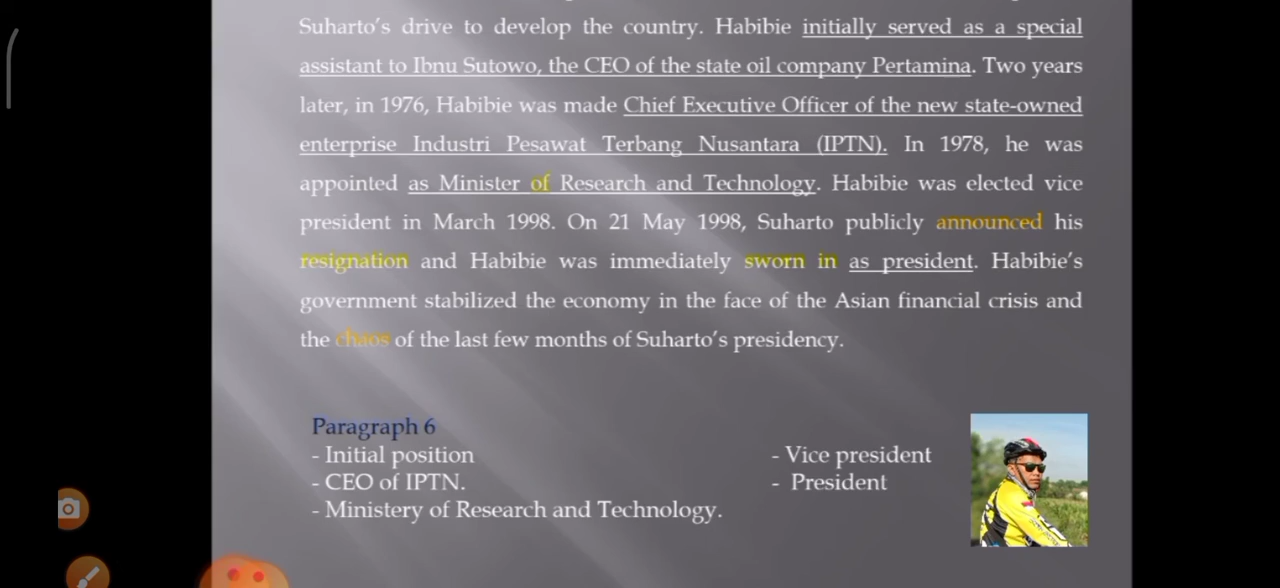 Suharto's drive to develop the country. Habibie initially served as a special
assistant to Ibnu Sutowo, the CEO of the state oil company Pertamina. Two years
later, in 1976, Habibie was made Chief Executive Officer of the new state-owned
enterprise Industri Pesawat Terbang Nusantara (IPTN). In 1978, he was
appointed as Minister of Research and Technology. Habibie was elected vice
president in March 1998. On 21 May 1998, Suharto publicly announced his
resignation and Habibie was immediately sworn in as president. Habibie's
government stabilized the economy in the face of the Asian financial crisis and
the chaos of the last few months of Suharto's presidency.
Paragraph 6
- Initial position
- CEO of IPTN.
- Ministery of Research and Technology.
- Vice president
- President